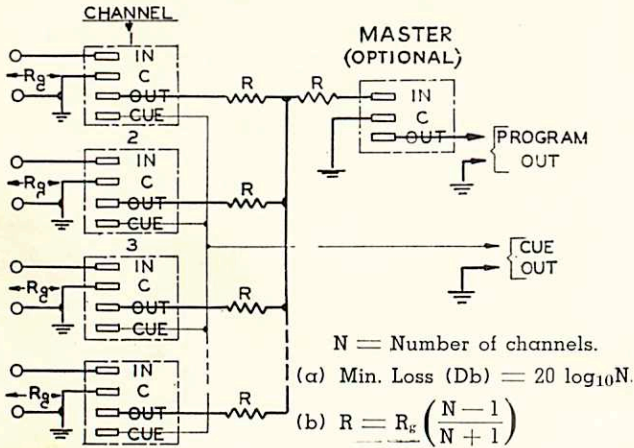 CHANNEL
1
IN
C
OUT
CUE
Rg
2
IN
C
OUT
CUE
Rg
3
IN
C
OUT
CUE
Rg
IN
C
OUT
Rg
R
R
R
R
R
MASTER
(OPTIONAL)
IN
C
OUT
PROGRAM
OUT
CUE
OUT
N = Number of channels.
(a) Min. Loss (Db) = 20 log₁₀N.
(b) R = Rg (N − 1 / N + 1)